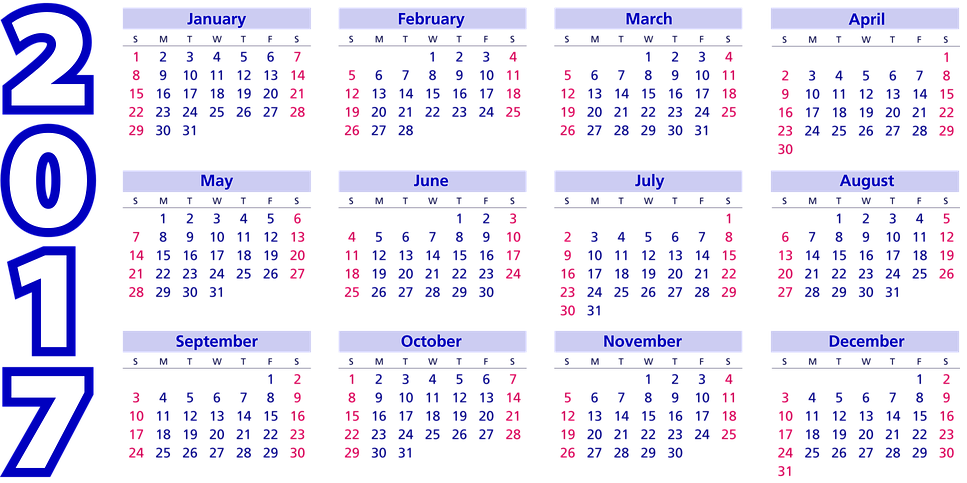 2017
January February March April
S M T W T F S S M T W T F S S M T W T F S S M T W T F S
1 2 3 4 5 6 7 1 2 3 4 1 2 3 4 1
8 9 10 11 12 13 14 5 6 7 8 9 10 11 5 6 7 8 9 10 11 2 3 4 5 6 7 8
15 16 17 18 19 20 21 12 13 14 15 16 17 18 12 13 14 15 16 17 18 9 10 11 12 13 14 15
22 23 24 25 26 27 28 19 20 21 22 23 24 25 19 20 21 22 23 24 25 16 17 18 19 20 21 22
29 30 31 26 27 28 26 27 28 29 30 31 23 24 25 26 27 28 29
30
May June July August
S M T W T F S S M T W T F S S M T W T F S S M T W T F S
1 2 3 4 5 6 1 2 3 1 1 2 3 4 5
7 8 9 10 11 12 13 4 5 6 7 8 9 10 2 3 4 5 6 7 8 6 7 8 9 10 11 12
14 15 16 17 18 19 20 11 12 13 14 15 16 17 9 10 11 12 13 14 15 13 14 15 16 17 18 19
21 22 23 24 25 26 27 18 19 20 21 22 23 24 16 17 18 19 20 21 22 20 21 22 23 24 25 26
28 29 30 31 25 26 27 28 29 30 23 24 25 26 27 28 29 27 28 29 30 31
30 31
September October November December
S M T W T F S S M T W T F S S M T W T F S S M T W T F S
1 2 1 2 3 4 5 6 7 1 2 3 4 1 2
3 4 5 6 7 8 9 8 9 10 11 12 13 14 5 6 7 8 9 10 11 3 4 5 6 7 8 9
10 11 12 13 14 15 16 15 16 17 18 19 20 21 12 13 14 15 16 17 18 10 11 12 13 14 15 16
17 18 19 20 21 22 23 22 23 24 25 26 27 28 19 20 21 22 23 24 25 17 18 19 20 21 22 23
24 25 26 27 28 29 30 29 30 31 26 27 28 29 30 24 25 26 27 28 29 30
31